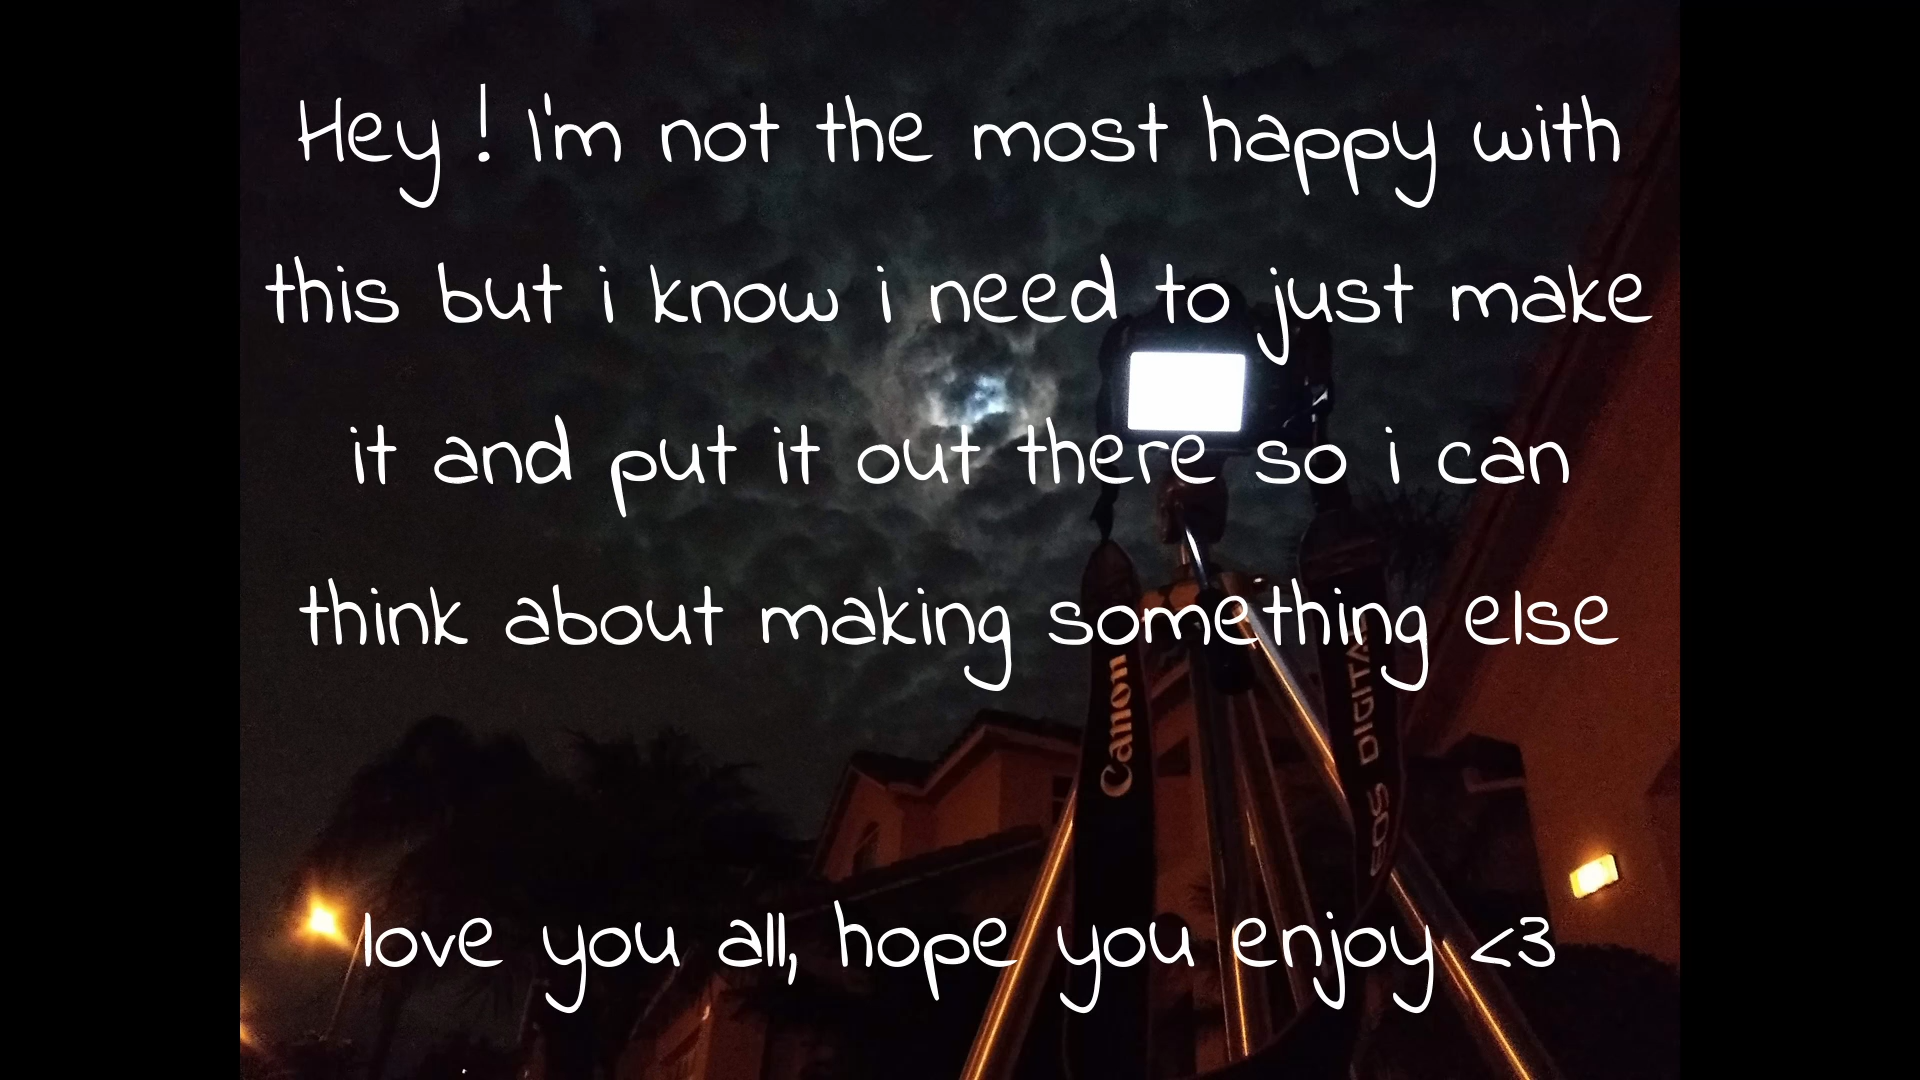 Hey ! I'm not the most happy with
this but i know i need to just make
it and put it out there so i can
think about making something else
love you all, hope you enjoy <3
Canon
EOS DIGITAL